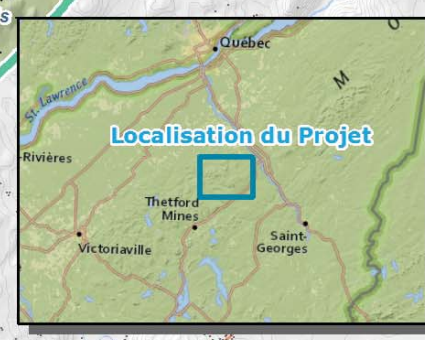 s
Québec
M O
St. Lawrence
Localisation du Projet
-Rivières
Thetford
Mines
Saint-
Georges
Victoriaville